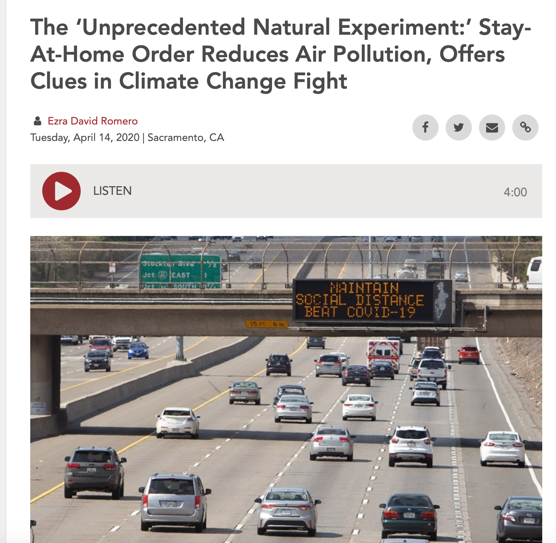 The ‘Unprecedented Natural Experiment:’ Stay-
At-Home Order Reduces Air Pollution, Offers
Clues in Climate Change Fight
Ezra David Romero
Tuesday, April 14, 2020 | Sacramento, CA
LISTEN
4:00
Stockton Blvd
Jct EAST
MAINTAIN
SOCIAL DISTANCE
BEAT COVID-19